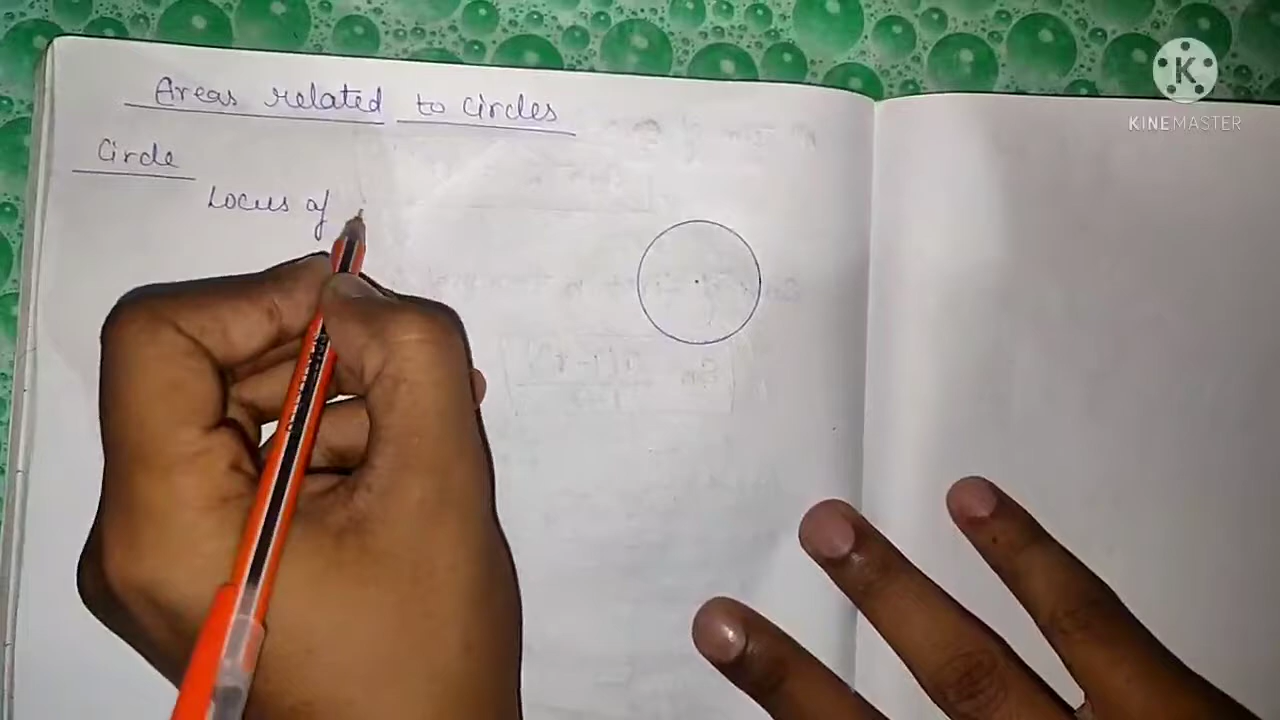 Areas related to circles
Circle
Locus of
K
KINEMASTER